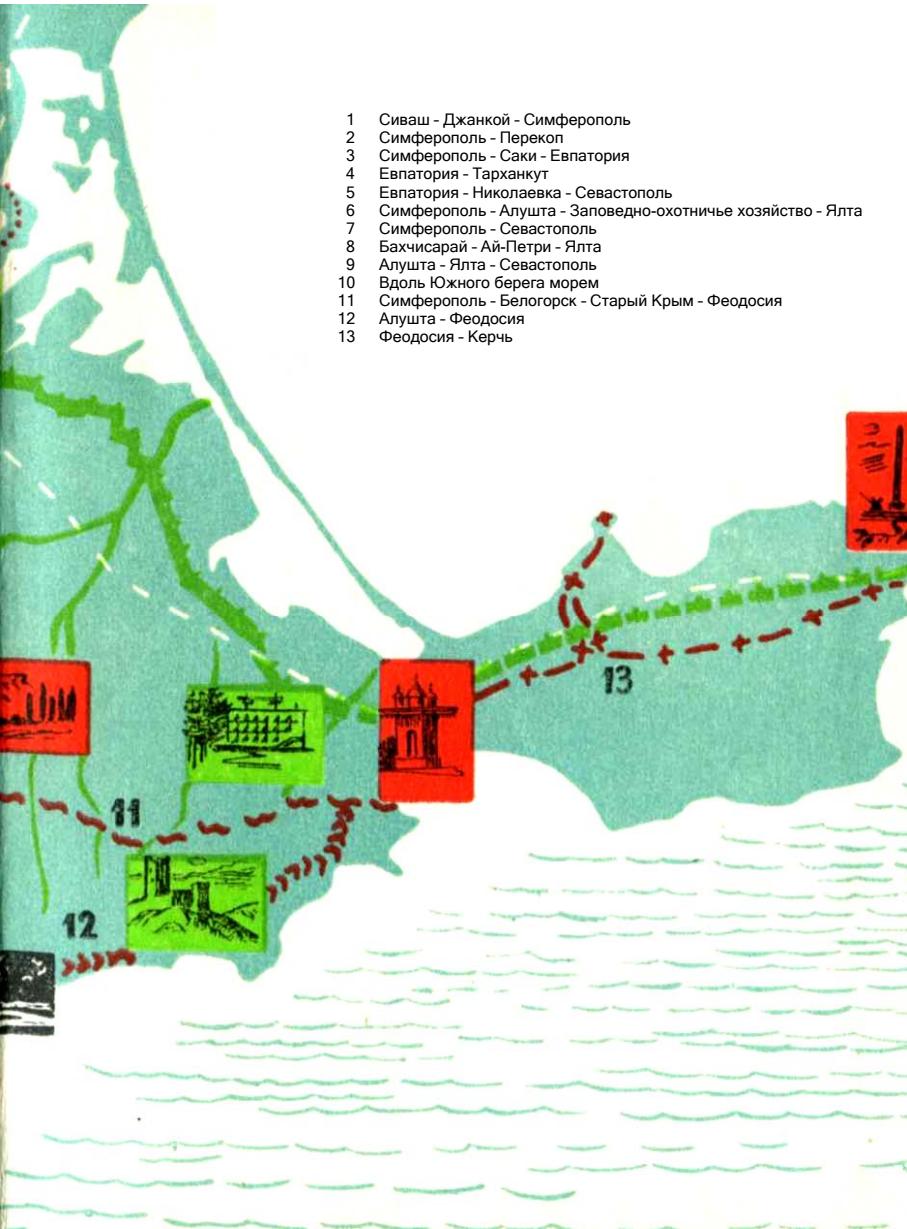 1 Сиваш - Джанкой - Симферополь
2 Симферополь - Перекоп
3 Симферополь - Саки - Евпатория
4 Евпатория - Тарханкут
5 Евпатория - Николаевка - Севастополь
6 Симферополь - Алушта - Заповедно-охотничье хозяйство - Ялта
7 Симферополь - Севастополь
8 Бахчисарай - Ай-Петри - Ялта
9 Алушта - Ялта - Севастополь
10 Вдоль Южного берега морем
11 Симферополь - Белогорск - Старый Крым - Феодосия
12 Алушта - Феодосия
13 Феодосия - Керчь
13
11
12